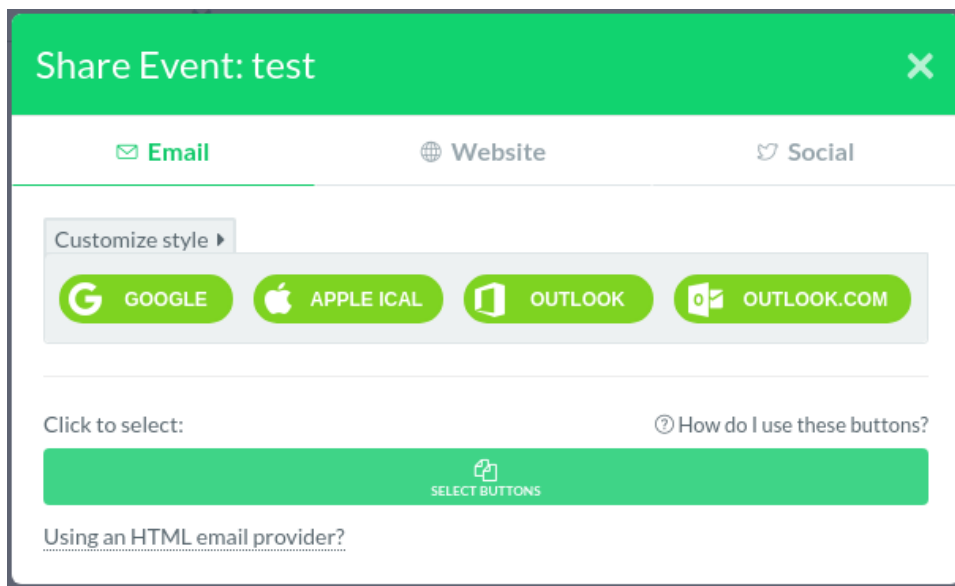 Share Event: test
Email Website Social
Customize style
GOOGLE APPLE ICAL OUTLOOK OUTLOOK.COM
Click to select: How do I use these buttons?
SELECT BUTTONS
Using an HTML email provider?